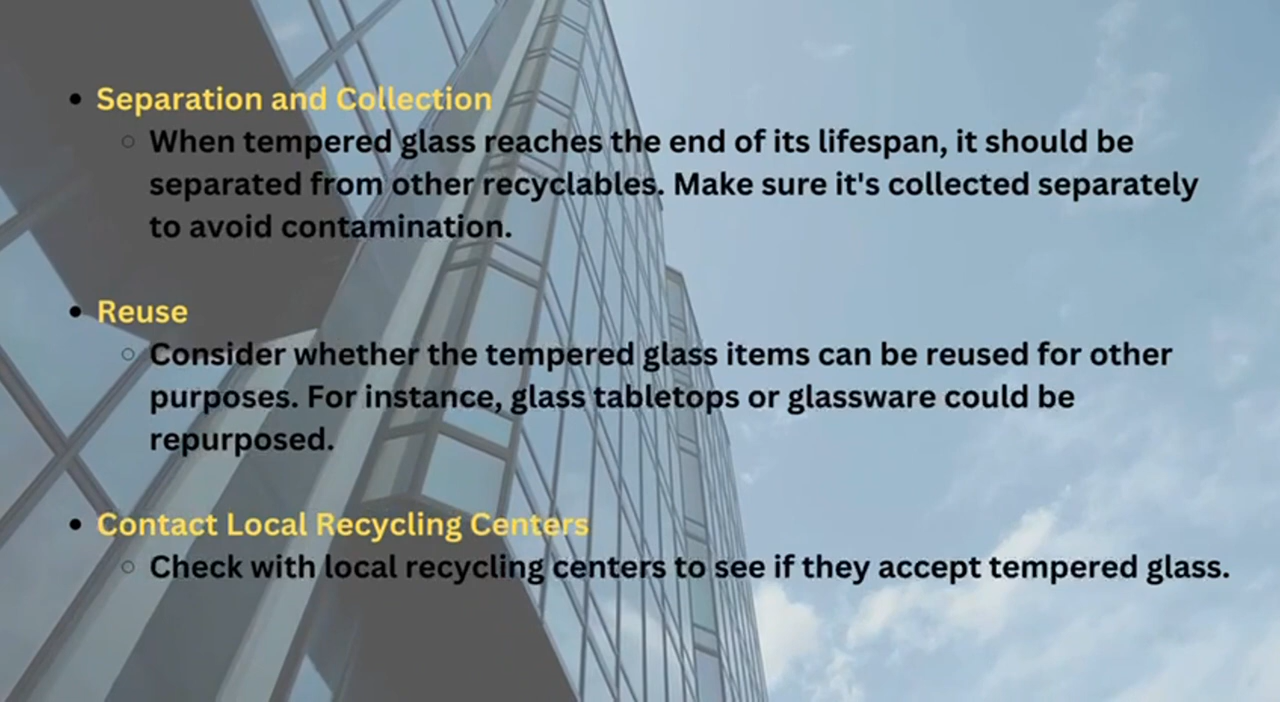 • Separation and Collection
○ When tempered glass reaches the end of its lifespan, it should be
separated from other recyclables. Make sure it's collected separately
to avoid contamination.
• Reuse
○ Consider whether the tempered glass items can be reused for other
purposes. For instance, glass tabletops or glassware could be
repurposed.
• Contact Local Recycling Centers
○ Check with local recycling centers to see if they accept tempered glass.